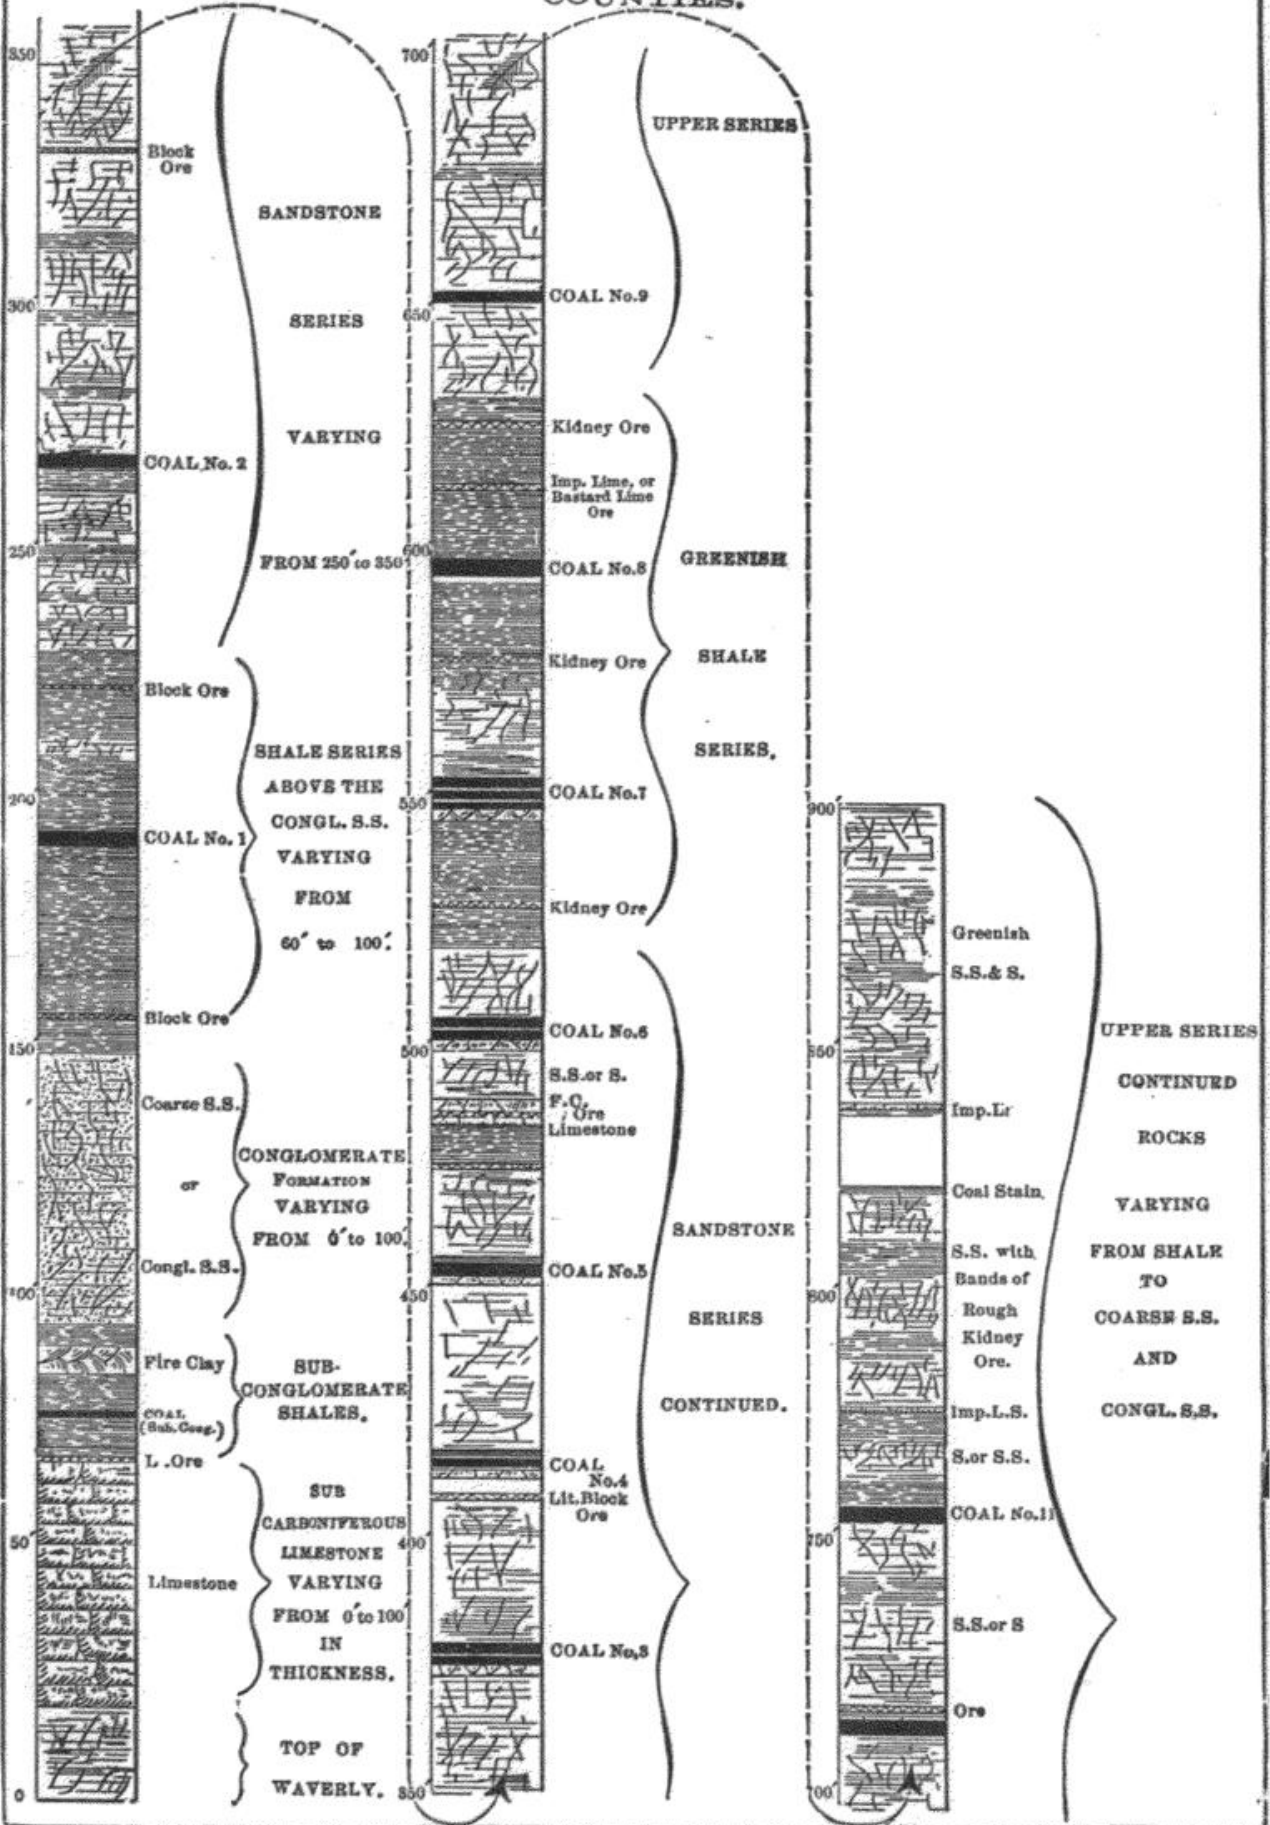 COUNTIES.
350
Block
Ore
SANDSTONE
300
SERIES
VARYING
COAL No. 2
250
FROM 250' to 350'
Block Ore
SHALE SERIES
200
ABOVE THE
CONGL. S.S.
COAL No. 1
VARYING
FROM
60' to 100'.
Block Ore
150
Coarse S.S.
CONGLOMERATE
or
FORMATION
VARYING
FROM 0' to 100'.
Congl. S.S.
100
Fire Clay
SUB-
CONGLOMERATE
SHALES.
COAL
(Sub. Cong.)
L. Ore
SUB
CARBONIFEROUS
50
LIMESTONE
Limestone
VARYING
FROM 0' to 100'
IN
THICKNESS.
TOP OF
WAVERLY.
0
700
UPPER SERIES
COAL No. 9
650
Kidney Ore
Imp. Lime, or
Bastard Lime
Ore
600
COAL No. 8
GREENISH
Kidney Ore
SHALE
SERIES.
COAL No. 7
550
Kidney Ore
COAL No. 6
500
S.S. or S.
F.C.
Ore
Limestone
SANDSTONE
COAL No. 5
450
SERIES
CONTINUED.
COAL
No. 4
Lit. Block
Ore
400
COAL No. 3
350
900
Greenish
S.S. & S.
UPPER SERIES
850
CONTINUED
Imp. L
ROCKS
Coal Stain.
VARYING
S.S. with
FROM SHALE
Bands of
TO
800
Rough
COARSE S.S.
Kidney
Ore.
AND
Imp. L.S.
CONGL. S.S.
S. or S.S.
COAL No. 11
750
S.S. or S
Ore
700